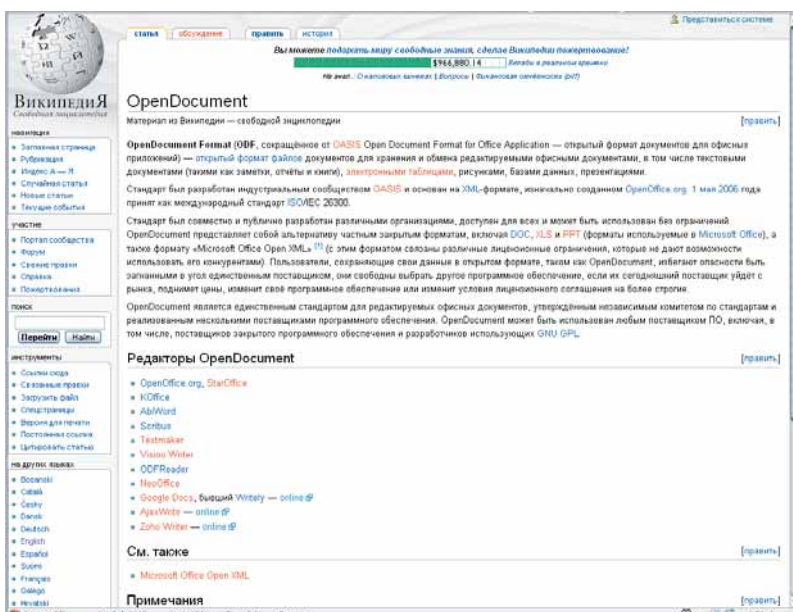 Представиться системе
статья
обсуждение
править
история
Вы можете подарить миру свободные знания, сделав Википедии пожертвование!
$966,880.14
Вклады в реальном времени
ВикипедиЯ
Свободная энциклопедия
навигация
Заглавная страница
Рубрикация
Индекс А — Я
Случайная статья
Новые статьи
Текущие события
участие
Портал сообщества
Форум
Свежие правки
Справка
Пожертвования
поиск
Перейти
Найти
инструменты
Ссылки сюда
Связанные правки
Загрузить файл
Спецстраницы
Версия для печати
Постоянная ссылка
Цитировать статью
на других языках
Bosanski
Català
Česky
Dansk
Deutsch
English
Español
Suomi
Français
Galego
Hrvatski
OpenDocument
Материал из Википедии — свободной энциклопедии
[править]
OpenDocument Format (ODF, сокращённое от OASIS Open Document Format for Office Application — открытый формат документов для офисных
приложений) — открытый формат файлов документов для хранения и обмена редактируемыми офисными документами, в том числе текстовыми
документами (такими как заметки, отчёты и книги), электронными таблицами, рисунками, базами данных, презентациями.
Стандарт был разработан индустриальным сообществом OASIS и основан на XML-формате, изначально созданном OpenOffice.org. 1 мая 2006 года
принят как международный стандарт ISO/IEC 26300.
Стандарт был совместно и публично разработан различными организациями, доступен для всех и может быть использован без ограничений.
OpenDocument представляет собой альтернативу частным закрытым форматам, включая DOC, XLS и PPT (форматы используемые в Microsoft Office), а
также формату «Microsoft Office Open XML» [1] (с этим форматом связаны различные лицензионные ограничения, которые не дают возможности
использовать его конкурентами). Пользователи, сохраняющие свои данные в открытом формате, таком как OpenDocument, избегают опасности быть
загнанными в угол единственным поставщиком, они свободны выбрать другое программное обеспечение, если их сегодняшний поставщик уйдёт с
рынка, поднимет цены, изменит своё программное обеспечение или изменит условия лицензионного соглашения на более строгие.
OpenDocument является единственным стандартом для редактируемых офисных документов, утверждённым независимым комитетом по стандартам и
реализованным несколькими поставщиками программного обеспечения. OpenDocument может быть использован любым поставщиком ПО, включая, в
том числе, поставщиков закрытого программного обеспечения и разработчиков использующих GNU GPL.
Редакторы OpenDocument
[править]
OpenOffice.org, StarOffice
KOffice
AbiWord
Scribus
Textmaker
Visioo Writer
ODFReader
NeoOffice
Google Docs, бывший Writely — online
AjaxWrite — online
Zoho Writer — online
См. также
[править]
Microsoft Office Open XML
Примечания
[править]